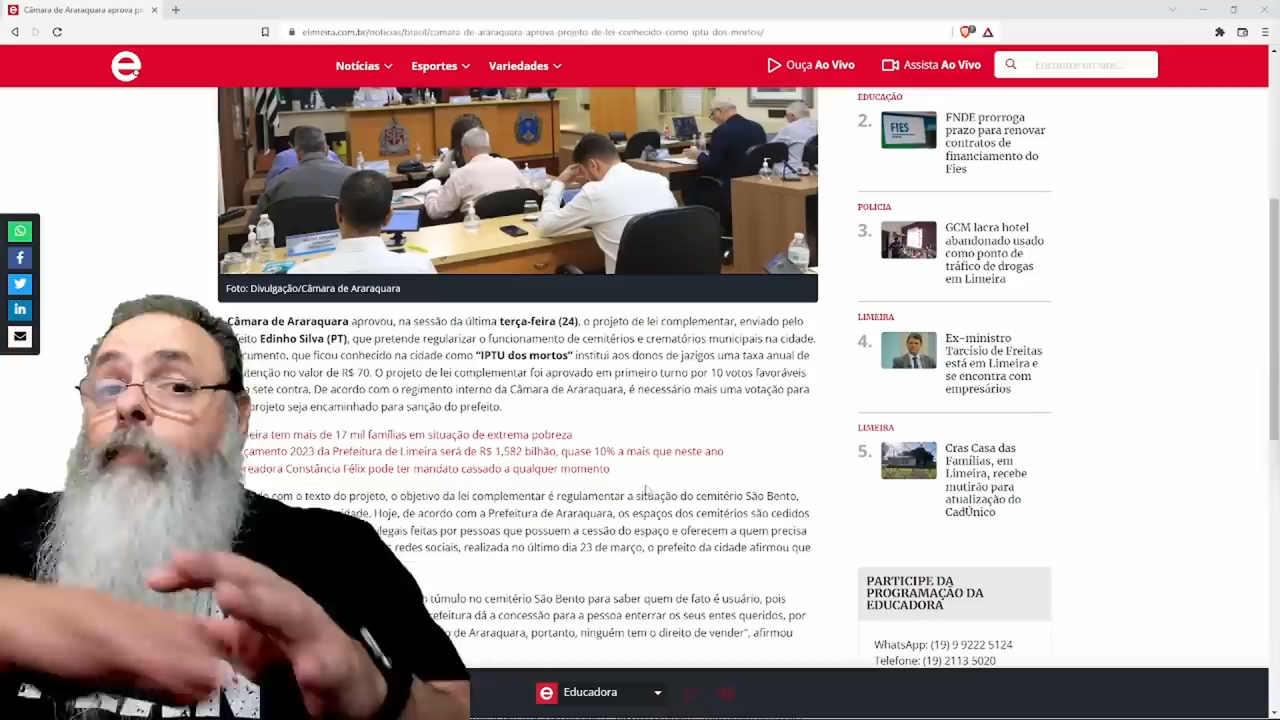 Câmara de Araraquara aprova pr
elimeira.com.br/noticias/brasil/camara-de-araraquara-aprova-projeto-de-lei-conhecido-como-iptu-dos-mortos/
e
Notícias
Esportes
Variedades
Ouça Ao Vivo
Assista Ao Vivo
Encontre no site...
Foto: Divulgação/Câmara de Araraquara
Câmara de Araraquara aprovou, na sessão da última terça-feira (24), o projeto de lei complementar, enviado pelo
Edinho Silva (PT), que pretende regularizar o funcionamento de cemitérios e crematórios municipais na cidade.
que ficou conhecido na cidade como “IPTU dos mortos” institui aos donos de jazigos uma taxa anual de
no valor de R$ 70. O projeto de lei complementar foi aprovado em primeiro turno por 10 votos favoráveis
sete contra. De acordo com o regimento interno da Câmara de Araraquara, é necessário mais uma votação para
projeto seja encaminhado para sanção do prefeito.
tem mais de 17 mil famílias em situação de extrema pobreza
2023 da Prefeitura de Limeira será de R$ 1,582 bilhão, quase 10% a mais que neste ano
Constância Félix pode ter mandato cassado a qualquer momento
com o texto do projeto, o objetivo da lei complementar é regulamentar a situação do cemitério São Bento,
Hoje, de acordo com a Prefeitura de Araraquara, os espaços dos cemitérios são cedidos
feitas por pessoas que possuem a cessão do espaço e oferecem a quem precisa
redes sociais, realizada no último dia 23 de março, o prefeito da cidade afirmou que
túmulo no cemitério São Bento para saber quem de fato é usuário, pois
dá a concessão para a pessoa enterrar os seus entes queridos, por
de Araraquara, portanto, ninguém tem o direito de vender”, afirmou
EDUCAÇÃO
2.
FIES
FNDE prorroga
prazo para renovar
contratos de
financiamento do
Fies
POLÍCIA
3.
GCM lacra hotel
abandonado usado
como ponto de
tráfico de drogas
em Limeira
LIMEIRA
4.
Ex-ministro
Tarcísio de Freitas
está em Limeira e
se encontra com
empresários
LIMEIRA
5.
Cras Casa das
Famílias, em
Limeira, recebe
mutirão para
atualização do
CadÚnico
PARTICIPE DA
PROGRAMAÇÃO DA
EDUCADORA
WhatsApp: (19) 9 9222 5124
Telefone: (19) 2113 5020
e Educadora